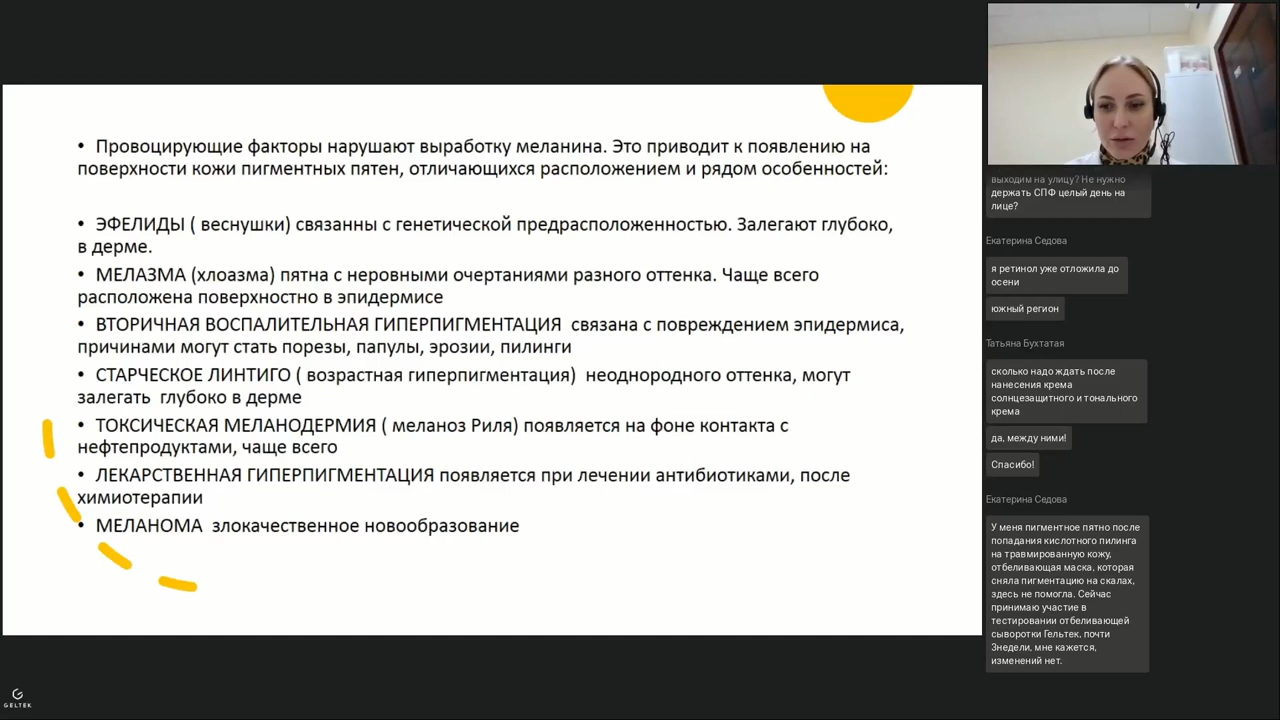 • Провоцирующие факторы нарушают выработку меланина. Это приводит к появлению на
поверхности кожи пигментных пятен, отличающихся расположением и рядом особенностей:
• ЭФЕЛИДЫ ( веснушки) связанны с генетической предрасположенностью. Залегают глубоко,
в дерме.
• МЕЛАЗМА (хлоазма) пятна с неровными очертаниями разного оттенка. Чаще всего
расположена поверхностно в эпидермисе
• ВТОРИЧНАЯ ВОСПАЛИТЕЛЬНАЯ ГИПЕРПИГМЕНТАЦИЯ связана с повреждением эпидермиса,
причинами могут стать порезы, папулы, эрозии, пилинги
• СТАРЧЕСКОЕ ЛИНТИГО ( возрастная гиперпигментация) неоднородного оттенка, могут
залегать глубоко в дерме
• ТОКСИЧЕСКАЯ МЕЛАНОДЕРМИЯ ( меланоз Риля) появляется на фоне контакта с
нефтепродуктами, чаще всего
• ЛЕКАРСТВЕННАЯ ГИПЕРПИГМЕНТАЦИЯ появляется при лечении антибиотиками, после
химиотерапии
• МЕЛАНОМА злокачественное новообразование
GELTEK
выходим на улицу? Не нужно
держать СПФ целый день на
лице?
Екатерина Седова
я ретинол уже отложила до
осени
южный регион
Татьяна Бухтатая
сколько надо ждать после
нанесения крема
солнцезащитного и тонального
крема
да, между ними!
Спасибо!
Екатерина Седова
У меня пигментное пятно после
попадания кислотного пилинга
на травмированную кожу,
отбеливающая маска, которая
сняла пигментацию на скалах,
здесь не помогла. Сейчас
принимаю участие в
тестировании отбеливающей
сыворотки Гельтек, почти
3недели, мне кажется,
изменений нет.